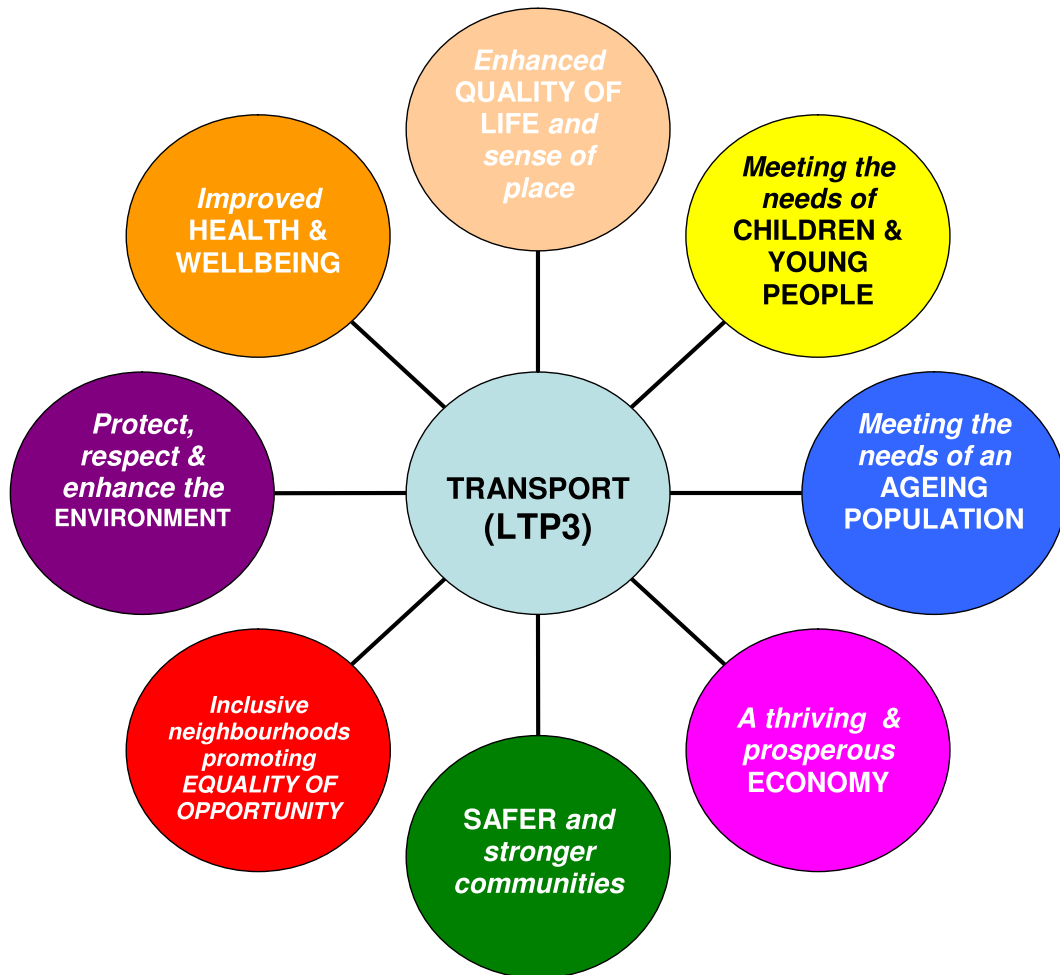 Enhanced
QUALITY OF
LIFE and
sense of
place
Meeting the
needs of
CHILDREN &
YOUNG
PEOPLE
Meeting the
needs of an
AGEING
POPULATION
A thriving  &
prosperous
ECONOMY
SAFER and
stronger
communities
Inclusive
neighbourhoods
promoting
EQUALITY OF
OPPORTUNITY
Protect,
respect &
enhance the
ENVIRONMENT
Improved
HEALTH &
WELLBEING
TRANSPORT
(LTP3)